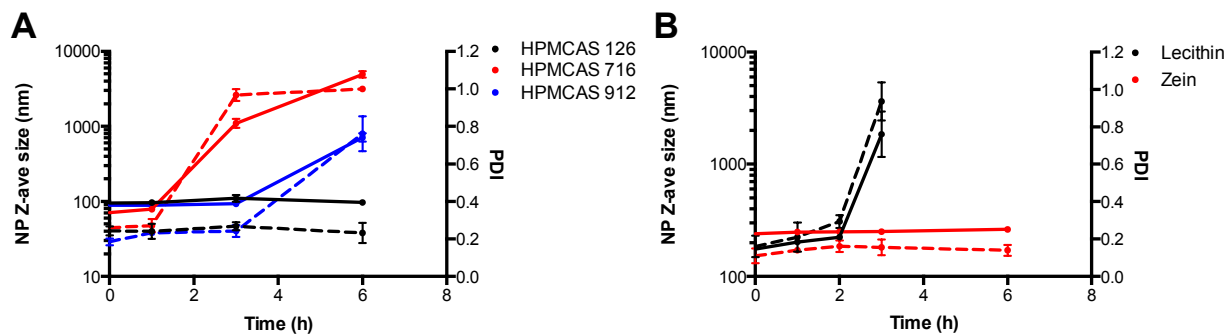 A
NP Z-ave size (nm)
10000
1000
100
10
0
2
4
6
8
Time (h)
1.2
1.0
0.8
0.6
0.4
0.2
0.0
PDI
HPMCAS 126
HPMCAS 716
HPMCAS 912
B
NP Z-ave size (nm)
10000
1000
100
0
2
4
6
8
Time (h)
1.2
1.0
0.8
0.6
0.4
0.2
0.0
PDI
Lecithin
Zein